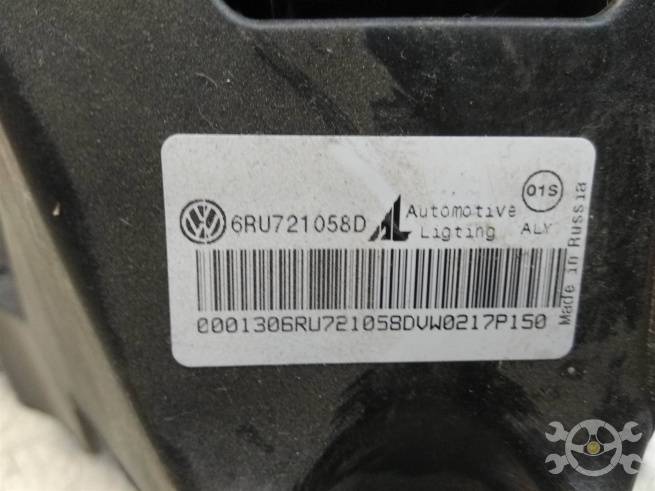 6RU721058D
Automotive
Ligting
ALY
01S
0001306RU721058DVW0217P150
Made in Russia